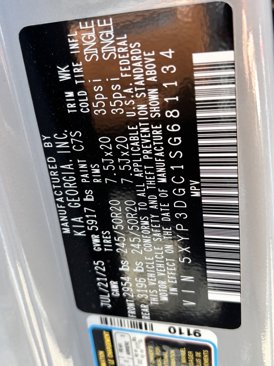 MANUFACTURED BY
KIA GEORGIA, INC.
JUL/21/25 GVWR 5917 lbs PAINT C7S TRIM WK
GAWR TIRES RIMS COLD TIRE INFL.
FRONT 2954 lbs 245/50R20 7.5Jx20 35psi SINGLE
REAR 3196 lbs 245/50R20 7.5Jx20 35psi SINGLE
THIS VEHICLE CONFORMS TO ALL APPLICABLE U.S.A. FEDERAL
MOTOR VEHICLE SAFETY AND THEFT PREVENTION STANDARDS
IN EFFECT ON THE DATE OF MANUFACTURE SHOWN ABOVE
VIN 5XYP3DGC1SG681134
MPV
9110